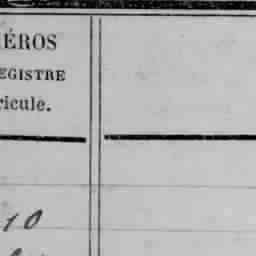 ÉROS
EGISTRE
ricule.
10